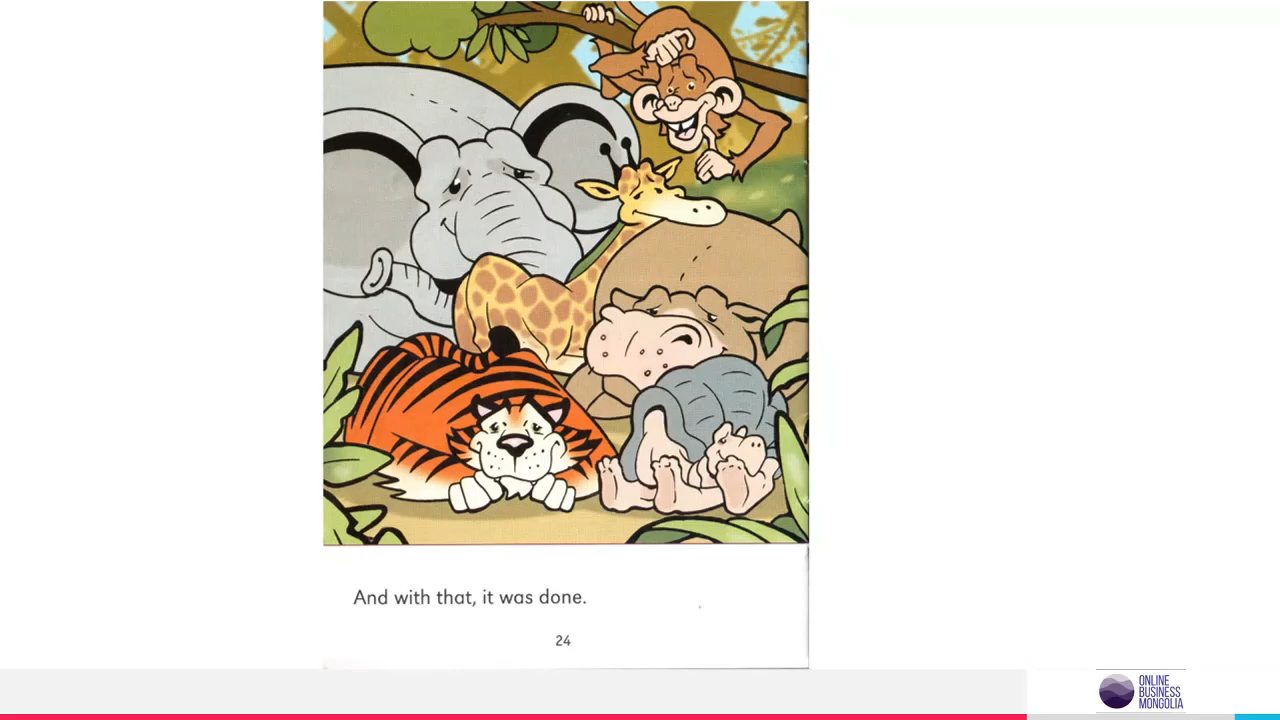 And with that, it was done.
24
ONLINE
BUSINESS
MONGOLIA